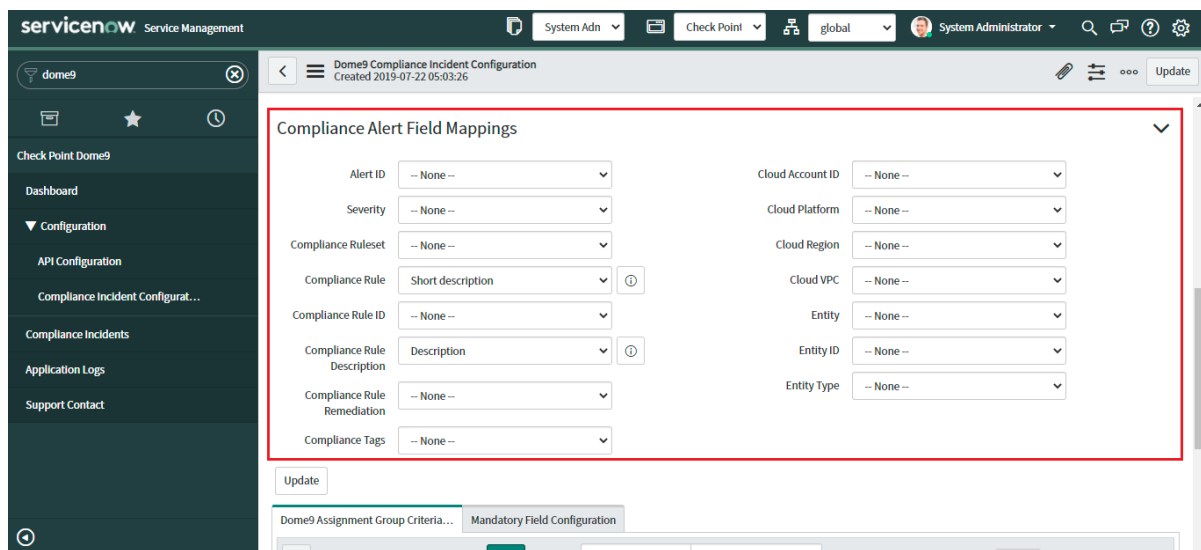 servicenow Service Management
System Adn
Check Point
global
System Administrator
dome9
Dome9 Compliance Incident Configuration
Created 2019-07-22 05:03:26
Update
Check Point Dome9
Dashboard
Configuration
API Configuration
Compliance Incident Configurat...
Compliance Incidents
Application Logs
Support Contact
Compliance Alert Field Mappings
Alert ID
-- None --
Severity
-- None --
Compliance Ruleset
-- None --
Compliance Rule
Short description
Compliance Rule ID
-- None --
Compliance Rule
Description
Description
Compliance Rule
Remediation
-- None --
Compliance Tags
-- None --
Cloud Account ID
-- None --
Cloud Platform
-- None --
Cloud Region
-- None --
Cloud VPC
-- None --
Entity
-- None --
Entity ID
-- None --
Entity Type
-- None --
Update
Dome9 Assignment Group Criteria...
Mandatory Field Configuration